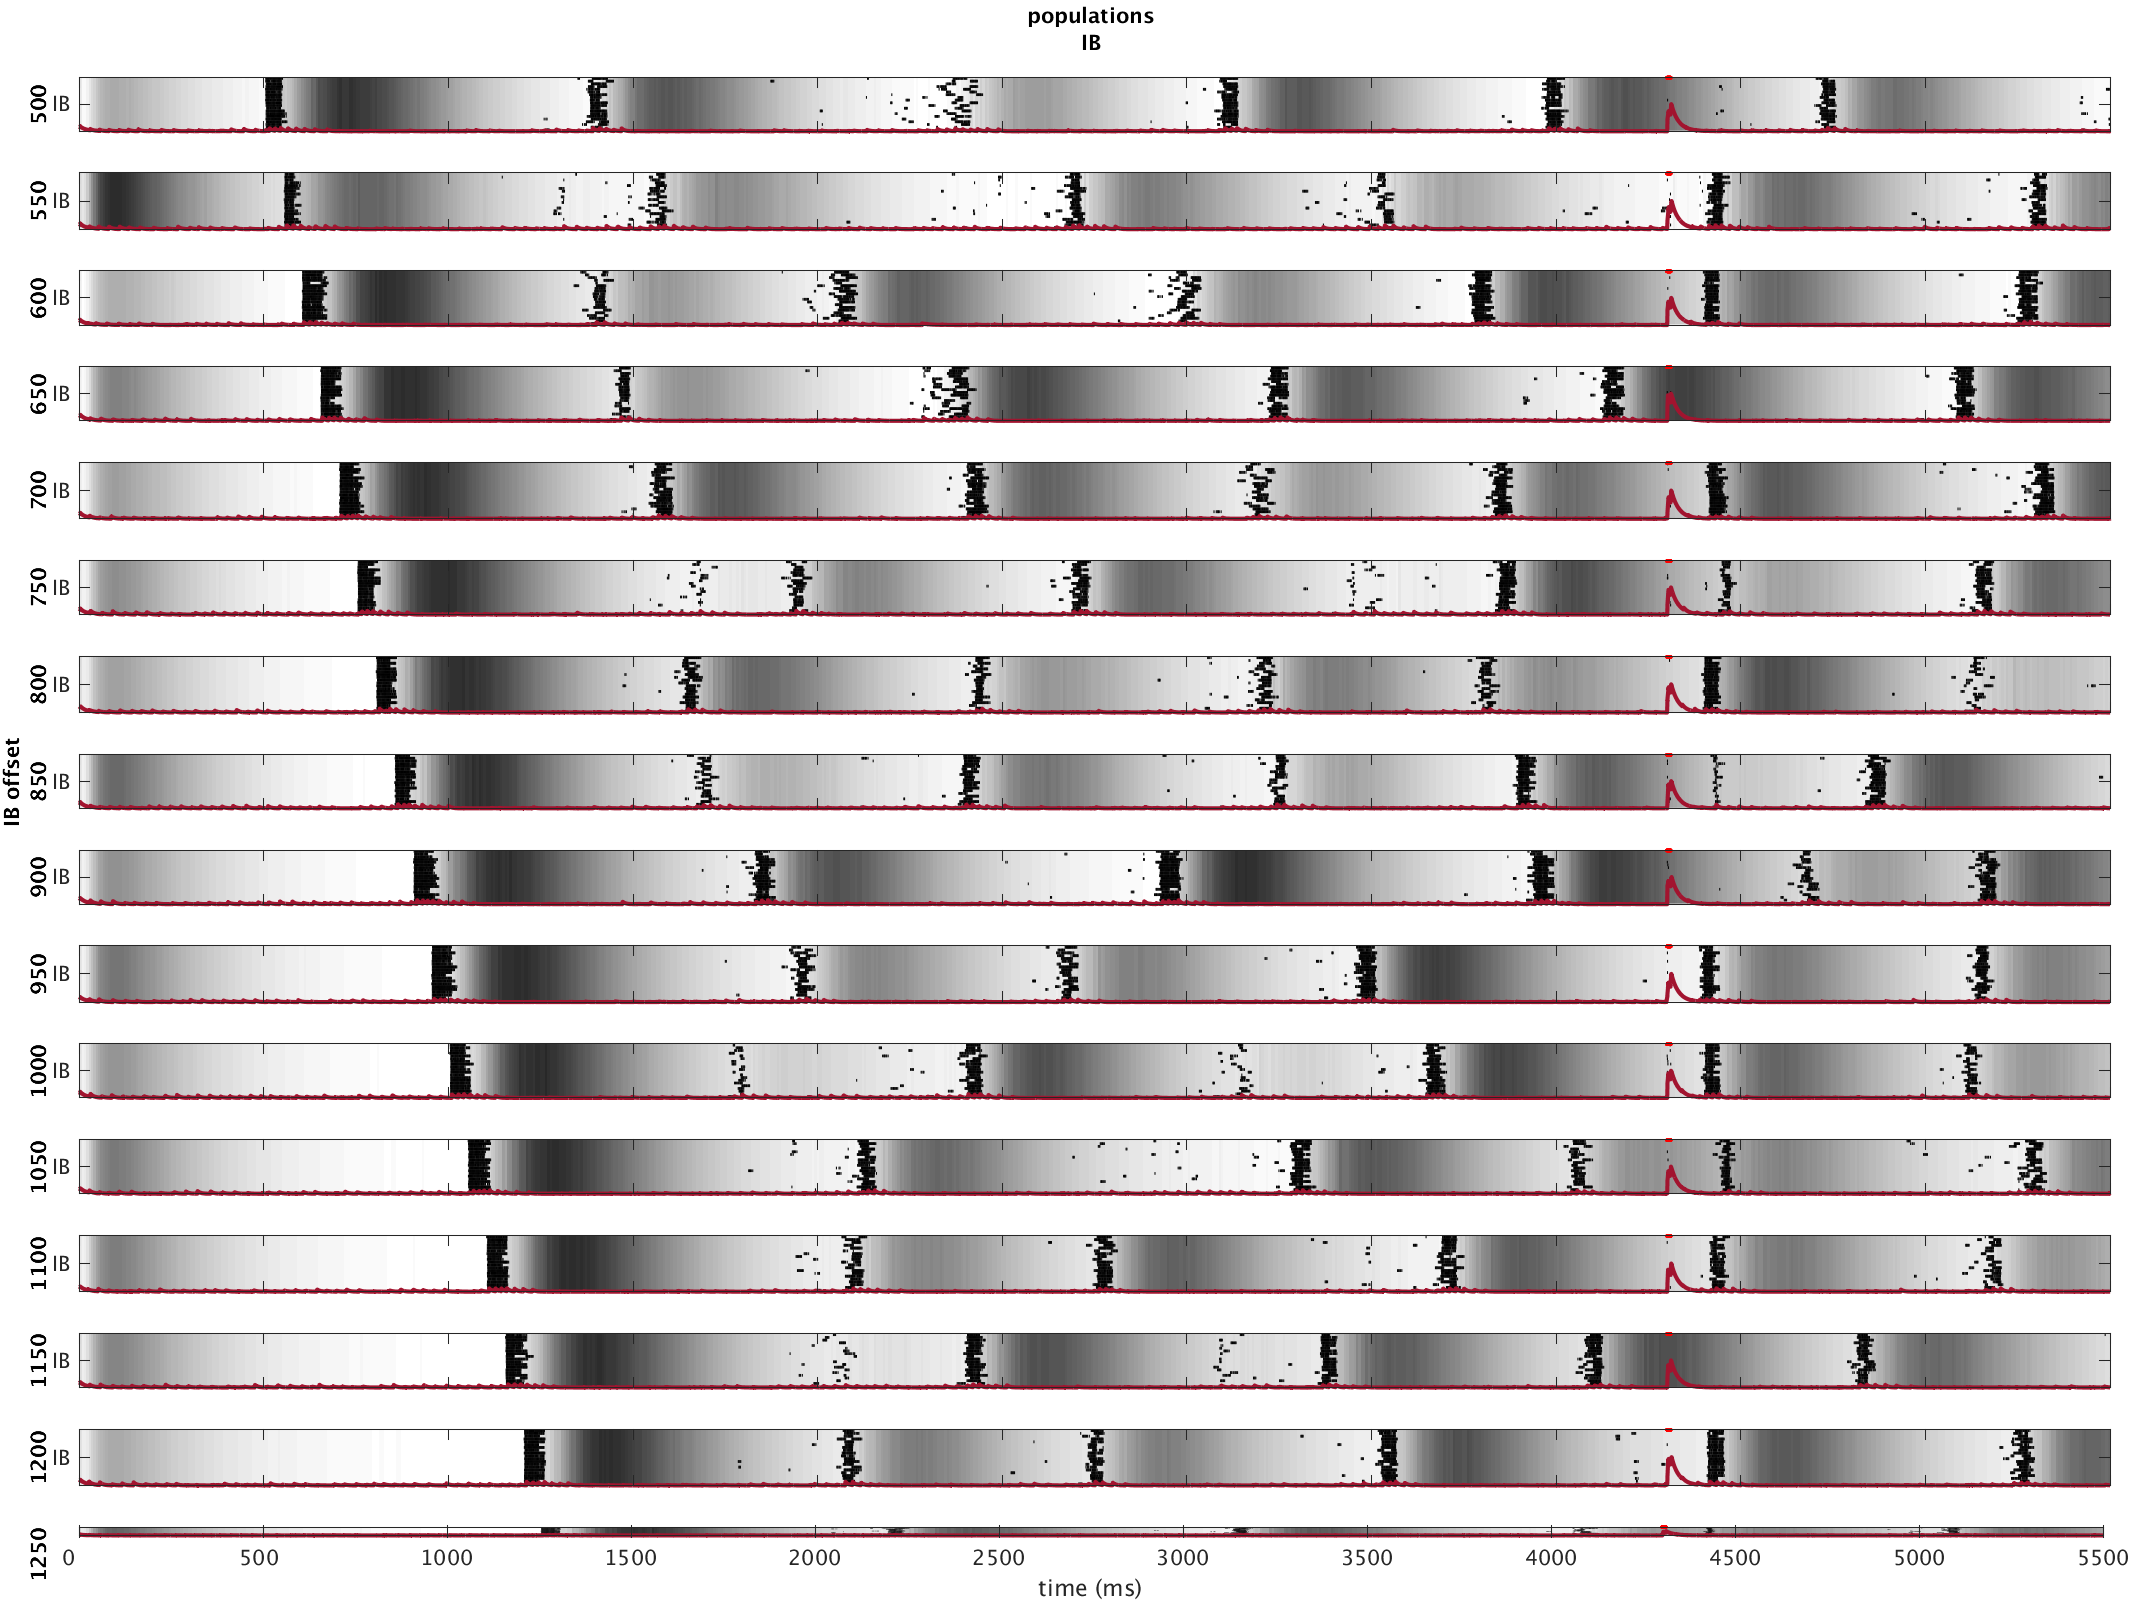 populations
IB
IB offset
500 IB
550 IB
600 IB
650 IB
700 IB
750 IB
800 IB
850 IB
900 IB
950 IB
1000 IB
1050 IB
1100 IB
1150 IB
1200 IB
1250
0 500 1000 1500 2000 2500 3000 3500 4000 4500 5000 5500
time (ms)